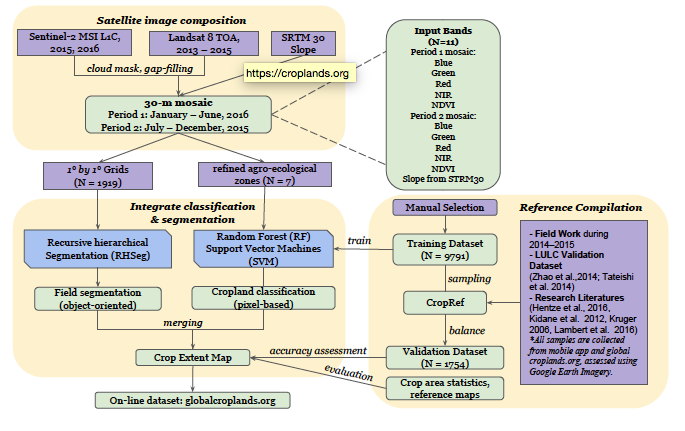 Satellite image composition
Sentinel-2 MSI L1C,
2015, 2016
Landsat 8 TOA,
2013 – 2015
SRTM 30
Slope
cloud mask, gap-filling
https://croplands.org
30-m mosaic
Period 1: January – June, 2016
Period 2: July – December, 2015
Input Bands
(N=11)
Period 1 mosaic:
Blue
Green
Red
NIR
NDVI
Period 2 mosaic:
Blue
Green
Red
NIR
NDVI
Slope from STRM30
1º by 1º Grids
(N = 1919)
refined agro-ecological
zones (N = 7)
Integrate classification
& segmentation
Recursive hierarchical
Segmentation (RHSeg)
Random Forest (RF)
Support Vector Machines
(SVM)
Field segmentation
(object-oriented)
Cropland classification
(pixel-based)
merging
Crop Extent Map
On-line dataset: globalcroplands.org
Reference Compilation
Manual Selection
train
Training Dataset
(N = 9791)
sampling
CropRef
balance
accuracy assessment
Validation Dataset
(N = 1754)
evaluation
Crop area statistics,
reference maps
- Field Work during
2014–2015
- LULC Validation
Dataset
(Zhao et al.,2014; Tateishi
et al. 2014)
- Research Literatures
(Hentze et al., 2016,
Kidane et al. 2012, Kruger
2006, Lambert et al. 2016)
*All samples are collected
from mobile app and global
croplands.org, assessed using
Google Earth Imagery.